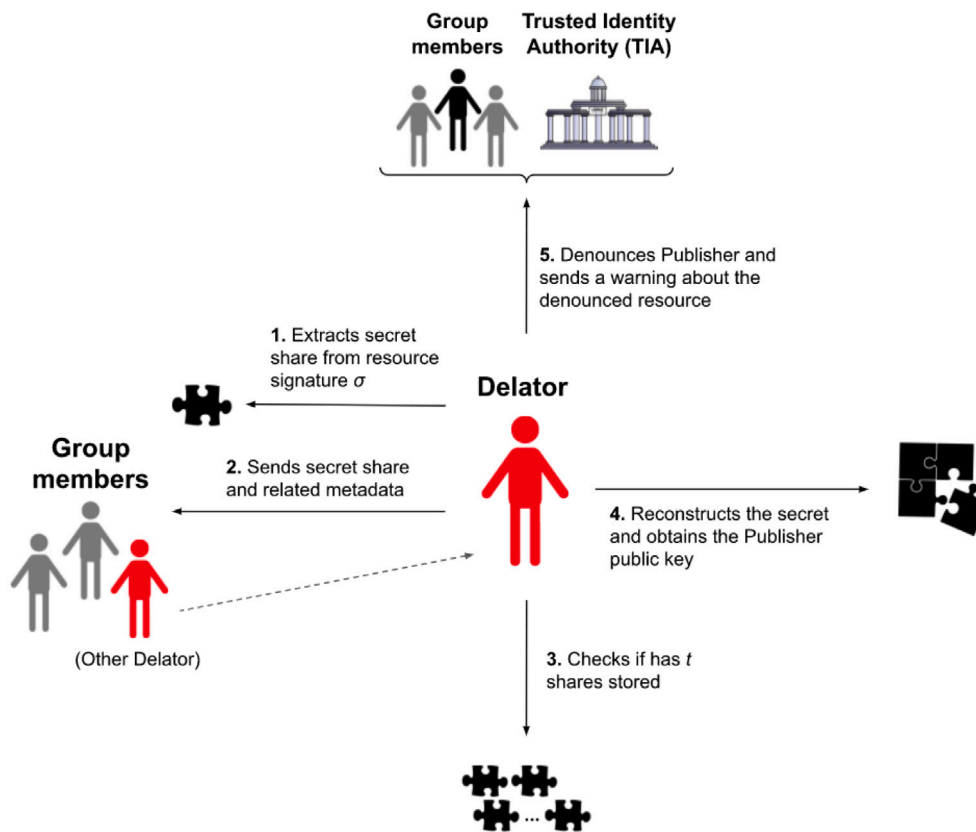 Group
members
Trusted Identity
Authority (TIA)
5. Denounces Publisher and
sends a warning about the
denounced resource
1. Extracts secret
share from resource
signature σ
Delator
Group
members
2. Sends secret share
and related metadata
4. Reconstructs the secret
and obtains the Publisher
public key
(Other Delator)
3. Checks if has t
shares stored
...